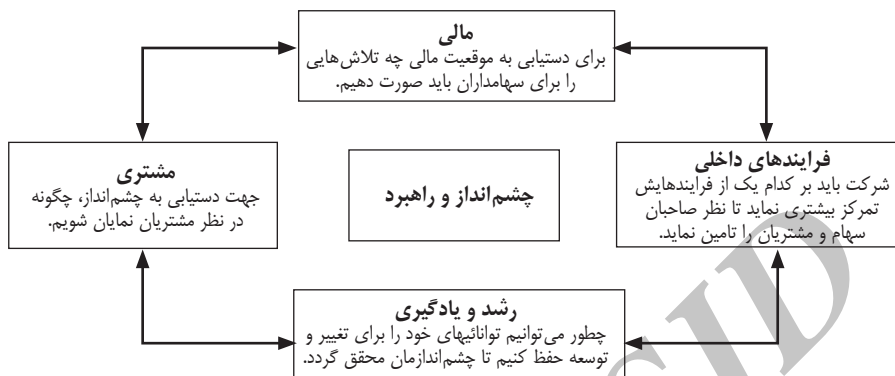 مالی
برای دستیابی به موقعیت مالی چه تلاش‌هایی
را برای سهامداران باید صورت دهیم.
فرایندهای داخلی
شرکت باید بر کدام یک از فرایندهایش
تمرکز بیشتری نماید تا نظر صاحبان
سهام و مشتریان را تامین نماید.
چشم‌انداز و راهبرد
مشتری
جهت دستیابی به چشم‌انداز، چگونه
در نظر مشتریان نمایان شویم.
رشد و یادگیری
چطور می‌توانیم توانائیهای خود را برای تغییر و
توسعه حفظ کنیم تا چشم‌اندازمان محقق گردد.
SID